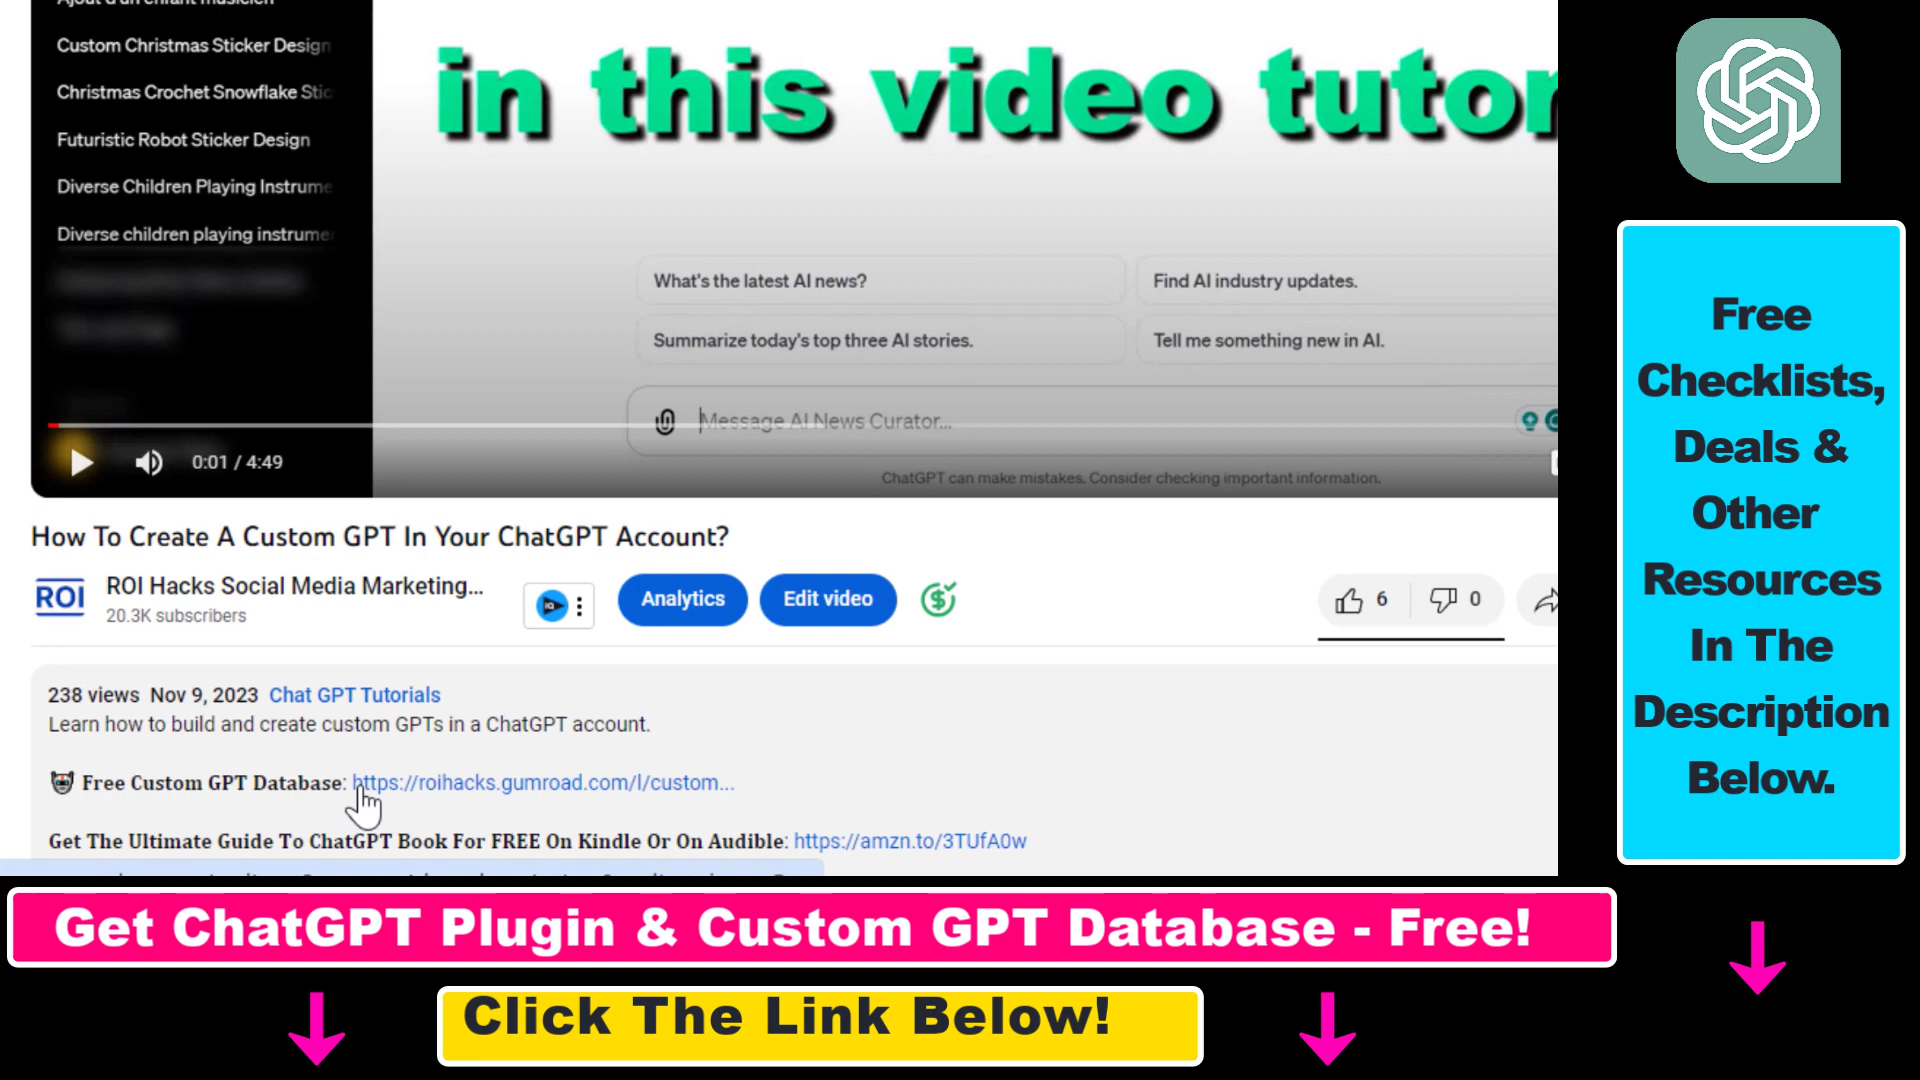 Ajout d'un enfant musicien
Custom Christmas Sticker Design
Christmas Crochet Snowflake Stic
Futuristic Robot Sticker Design
Diverse Children Playing Instrume
Diverse children playing instrume
in this video tutor
What's the latest AI news?
Find AI industry updates.
Summarize today's top three AI stories.
Tell me something new in AI.
Message AI News Curator...
0:01 / 4:49
ChatGPT can make mistakes. Consider checking important information.
How To Create A Custom GPT In Your ChatGPT Account?
ROI
ROI Hacks Social Media Marketing...
20.3K subscribers
Analytics
Edit video
6
0
238 views Nov 9, 2023 Chat GPT Tutorials
Learn how to build and create custom GPTs in a ChatGPT account.
Free Custom GPT Database: https://roihacks.gumroad.com/l/custom...
Get The Ultimate Guide To ChatGPT Book For FREE On Kindle Or On Audible: https://amzn.to/3TUfA0w
Free
Checklists,
Deals &
Other
Resources
In The
Description
Below.
Get ChatGPT Plugin & Custom GPT Database - Free!
Click The Link Below!